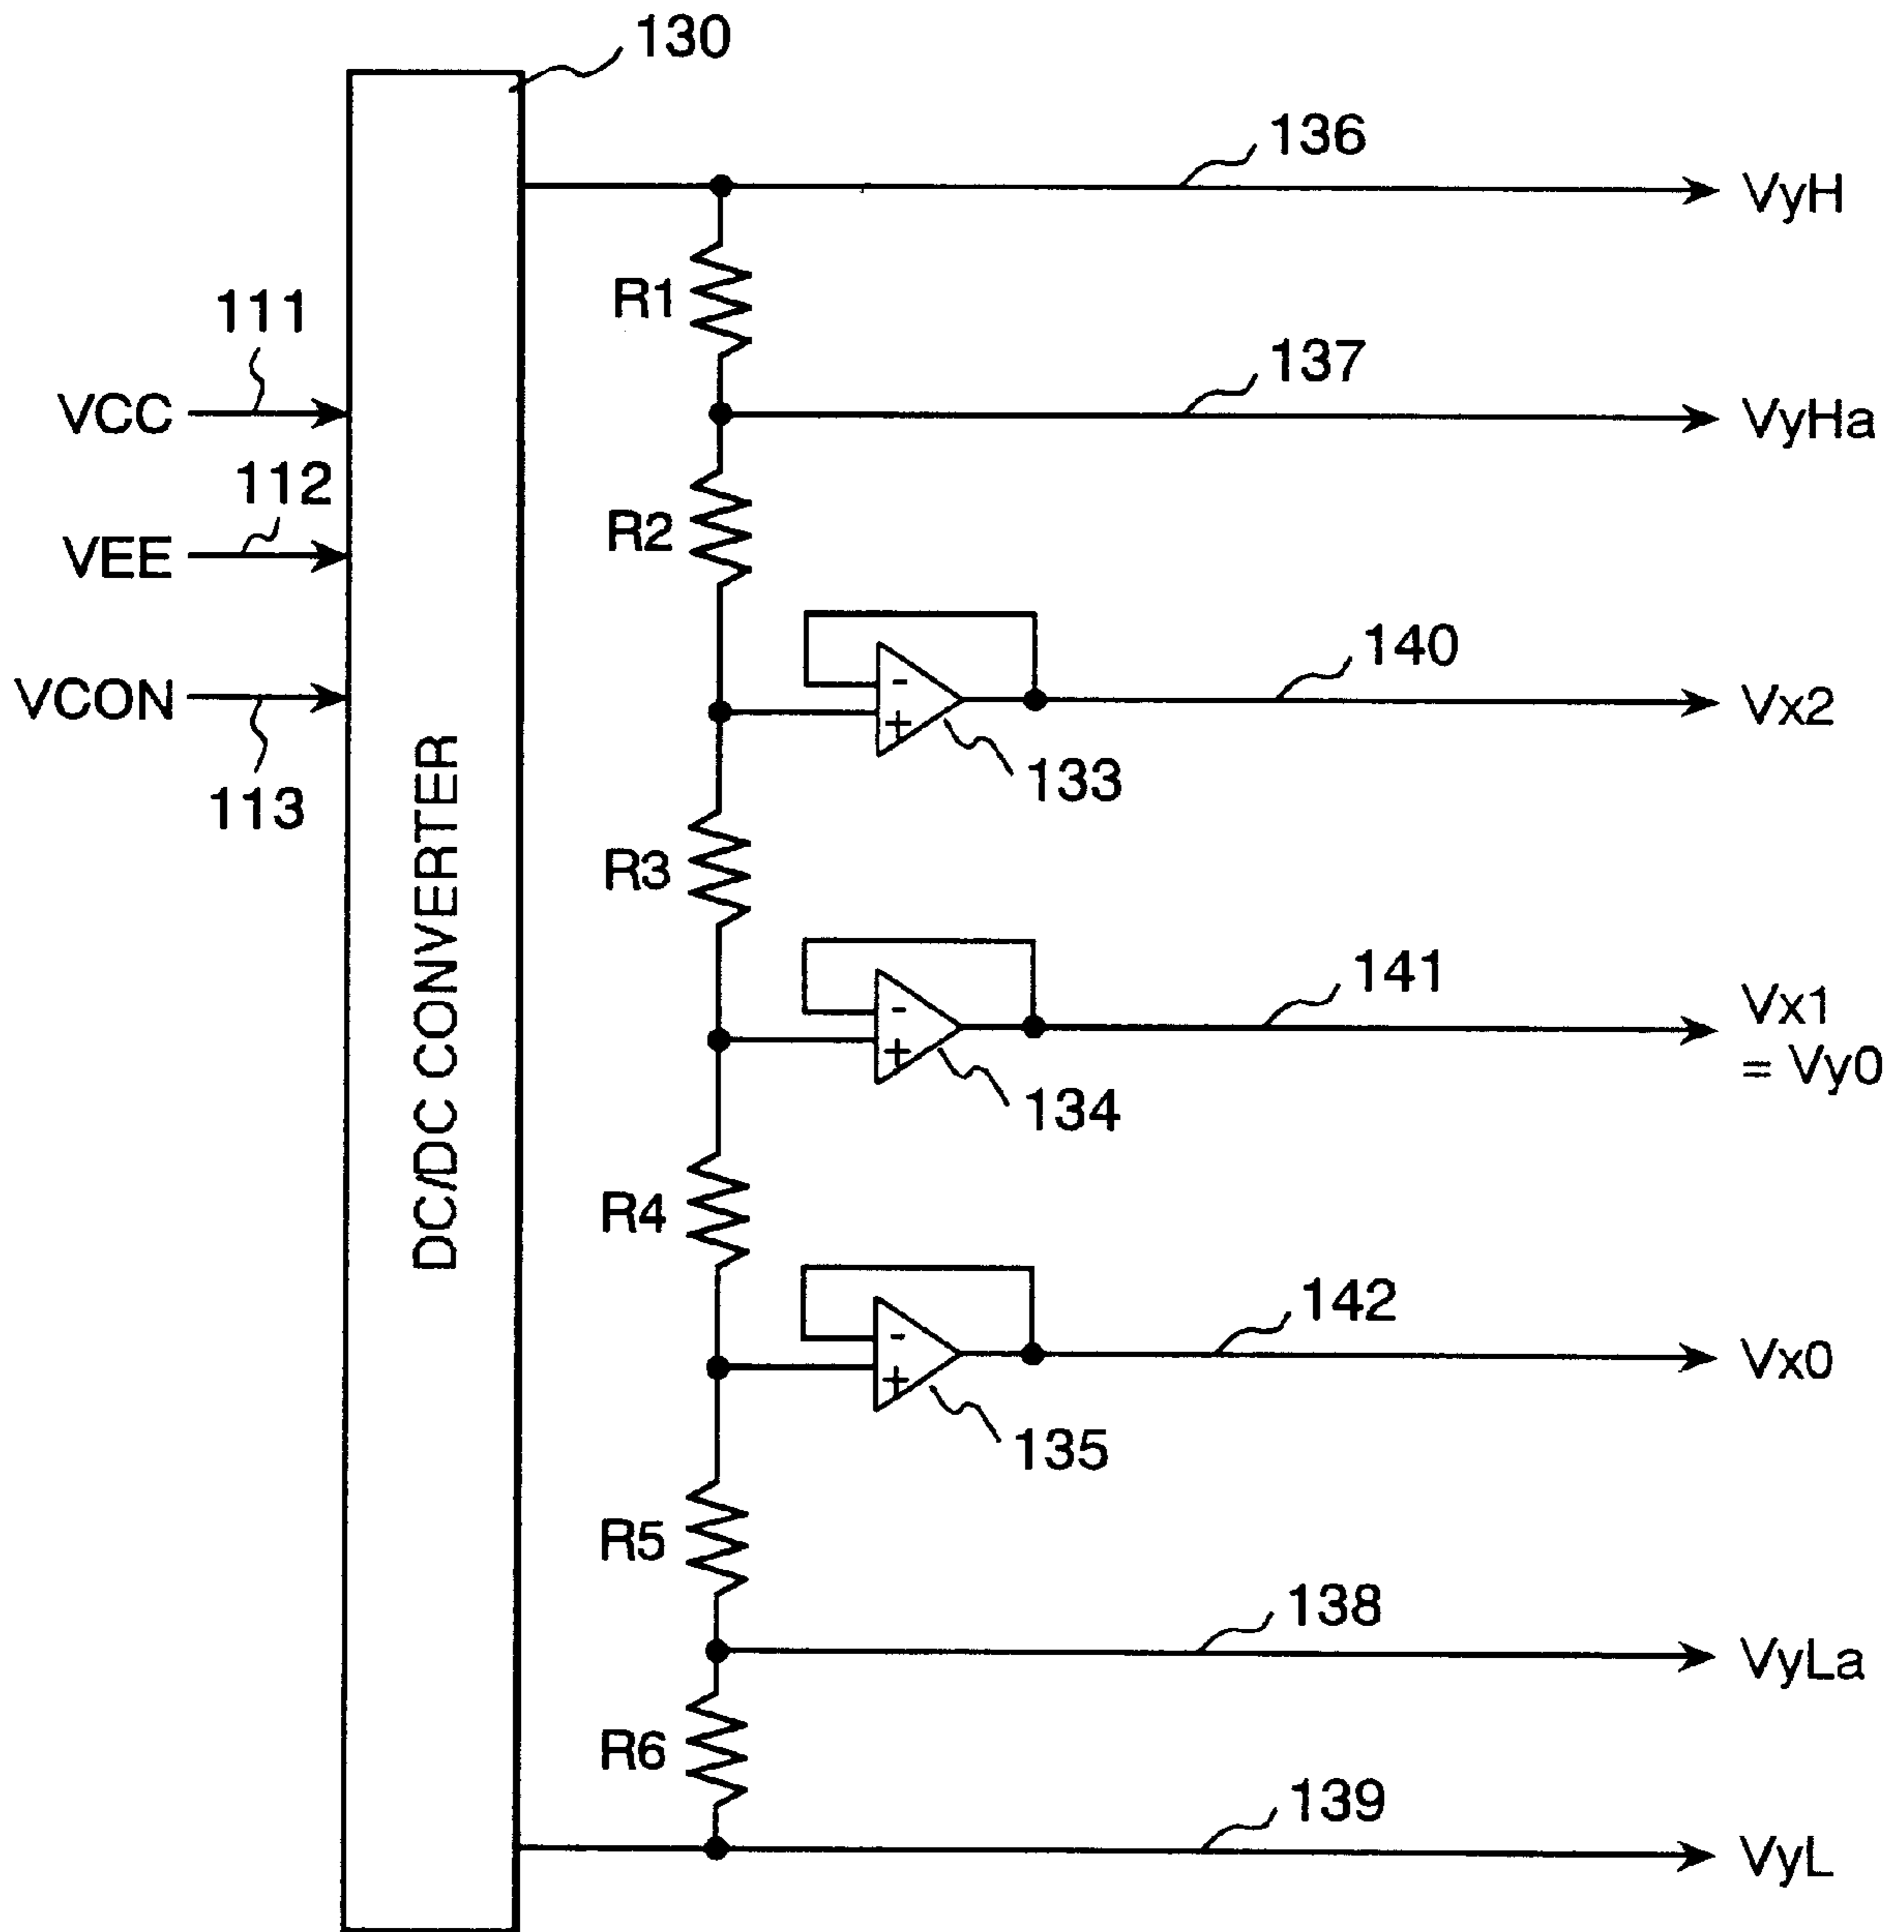 130
136
VyH
R1
111
137
VCC
VyHa
112
R2
VEE
140
VCON
-
+
Vx2
133
113
DC/DC CONVERTER
R3
141
-
+
Vx1
= Vy0
134
R4
142
-
+
Vx0
135
R5
138
VyLa
R6
139
VyL